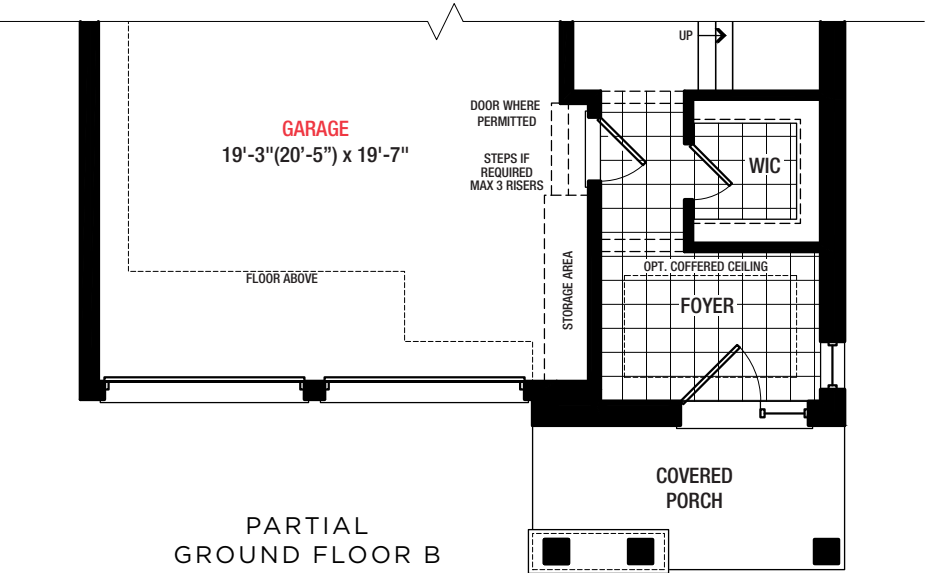 UP
DOOR WHERE
PERMITTED
GARAGE
19'-3"(20'-5") x 19'-7"
STEPS IF
REQUIRED
MAX 3 RISERS
WIC
STORAGE AREA
OPT. COFFERED CEILING
FLOOR ABOVE
FOYER
COVERED
PORCH
PARTIAL
GROUND FLOOR B